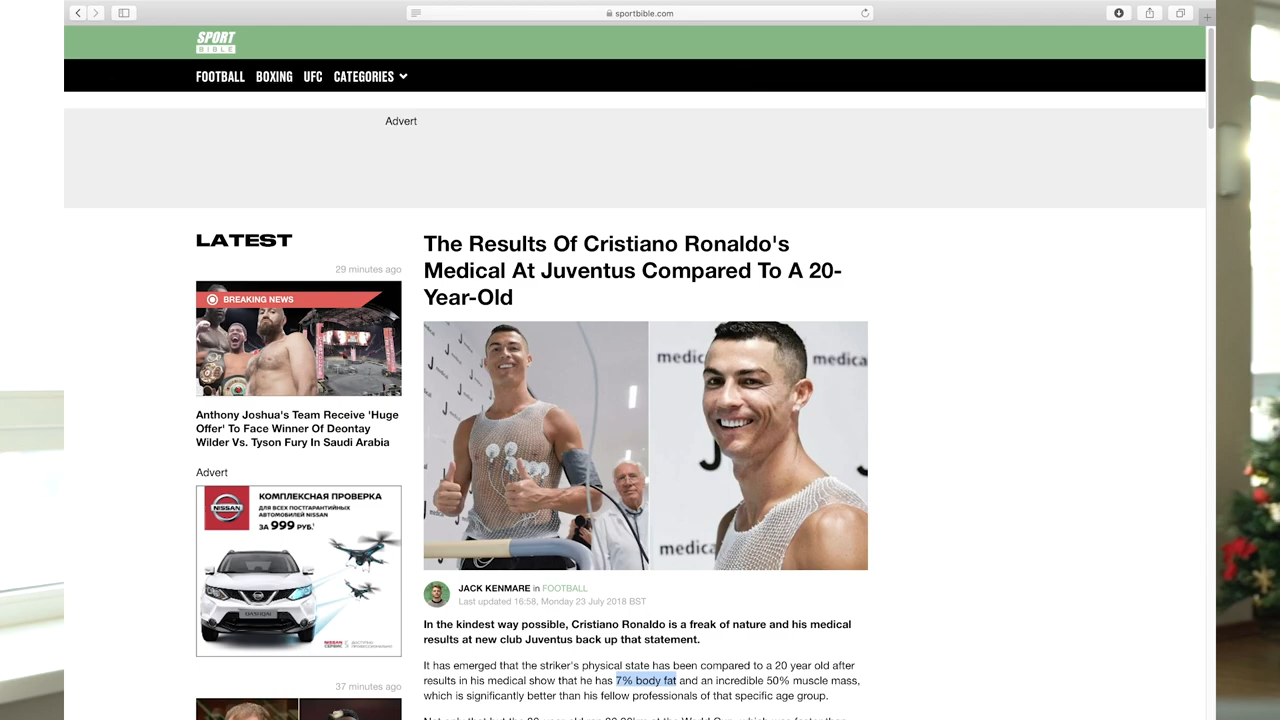 sportbible.com
SPORT
BIBLE
FOOTBALL BOXING UFC CATEGORIES
Advert
LATEST
29 minutes ago
BREAKING NEWS
Anthony Joshua's Team Receive 'Huge
Offer' To Face Winner Of Deontay
Wilder Vs. Tyson Fury In Saudi Arabia
Advert
NISSAN
КОМПЛЕКСНАЯ ПРОВЕРКА
ДЛЯ ВСЕХ ПОСТГАРАНТИЙНЫХ
АВТОМОБИЛЕЙ NISSAN
ЗА 999 РУБ.
37 minutes ago
The Results Of Cristiano Ronaldo's
Medical At Juventus Compared To A 20-
Year-Old
medic
medica
medica
JACK KENMARE in FOOTBALL
Last updated 16:58, Monday 23 July 2018 BST
In the kindest way possible, Cristiano Ronaldo is a freak of nature and his medical
results at new club Juventus back up that statement.
It has emerged that the striker's physical state has been compared to a 20 year old after
results in his medical show that he has 7% body fat and an incredible 50% muscle mass,
which is significantly better than his fellow professionals of that specific age group.